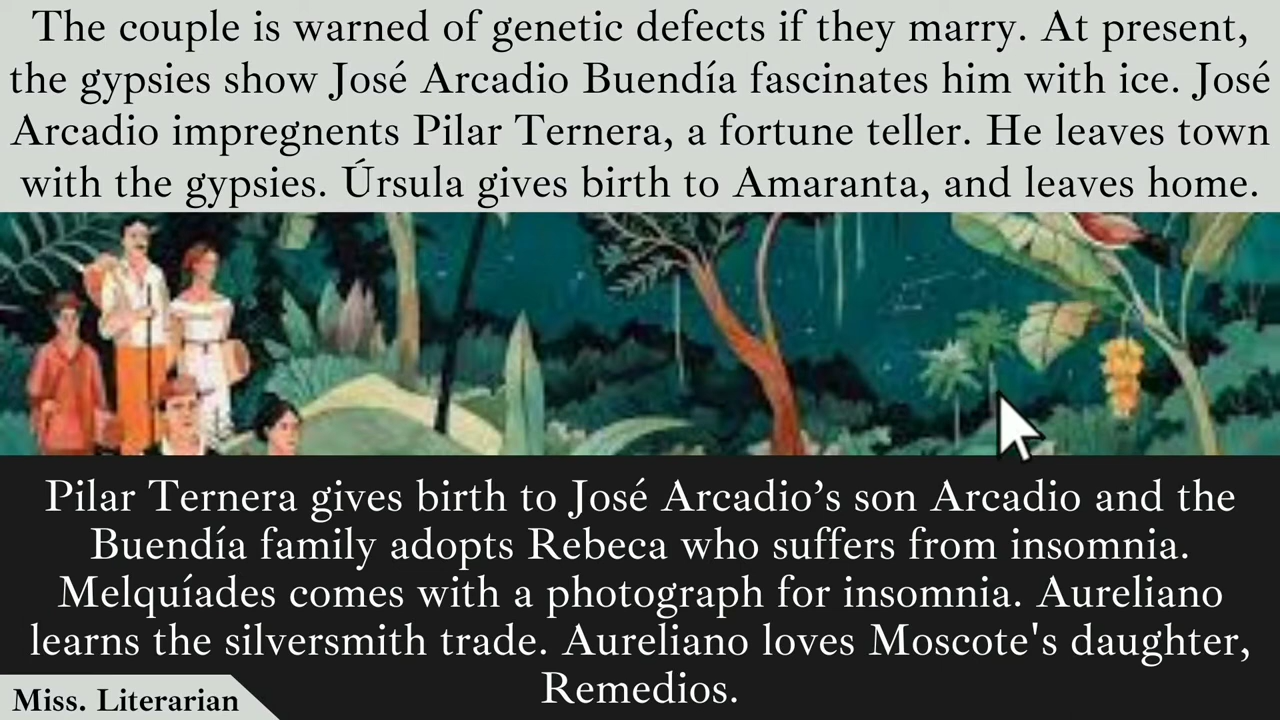 The couple is warned of genetic defects if they marry. At present,
the gypsies show José Arcadio Buendía fascinates him with ice. José
Arcadio impregnents Pilar Ternera, a fortune teller. He leaves town
with the gypsies. Úrsula gives birth to Amaranta, and leaves home.
Pilar Ternera gives birth to José Arcadio’s son Arcadio and the
Buendía family adopts Rebeca who suffers from insomnia.
Melquíades comes with a photograph for insomnia. Aureliano
learns the silversmith trade. Aureliano loves Moscote's daughter,
Remedios.
Miss. Literarian